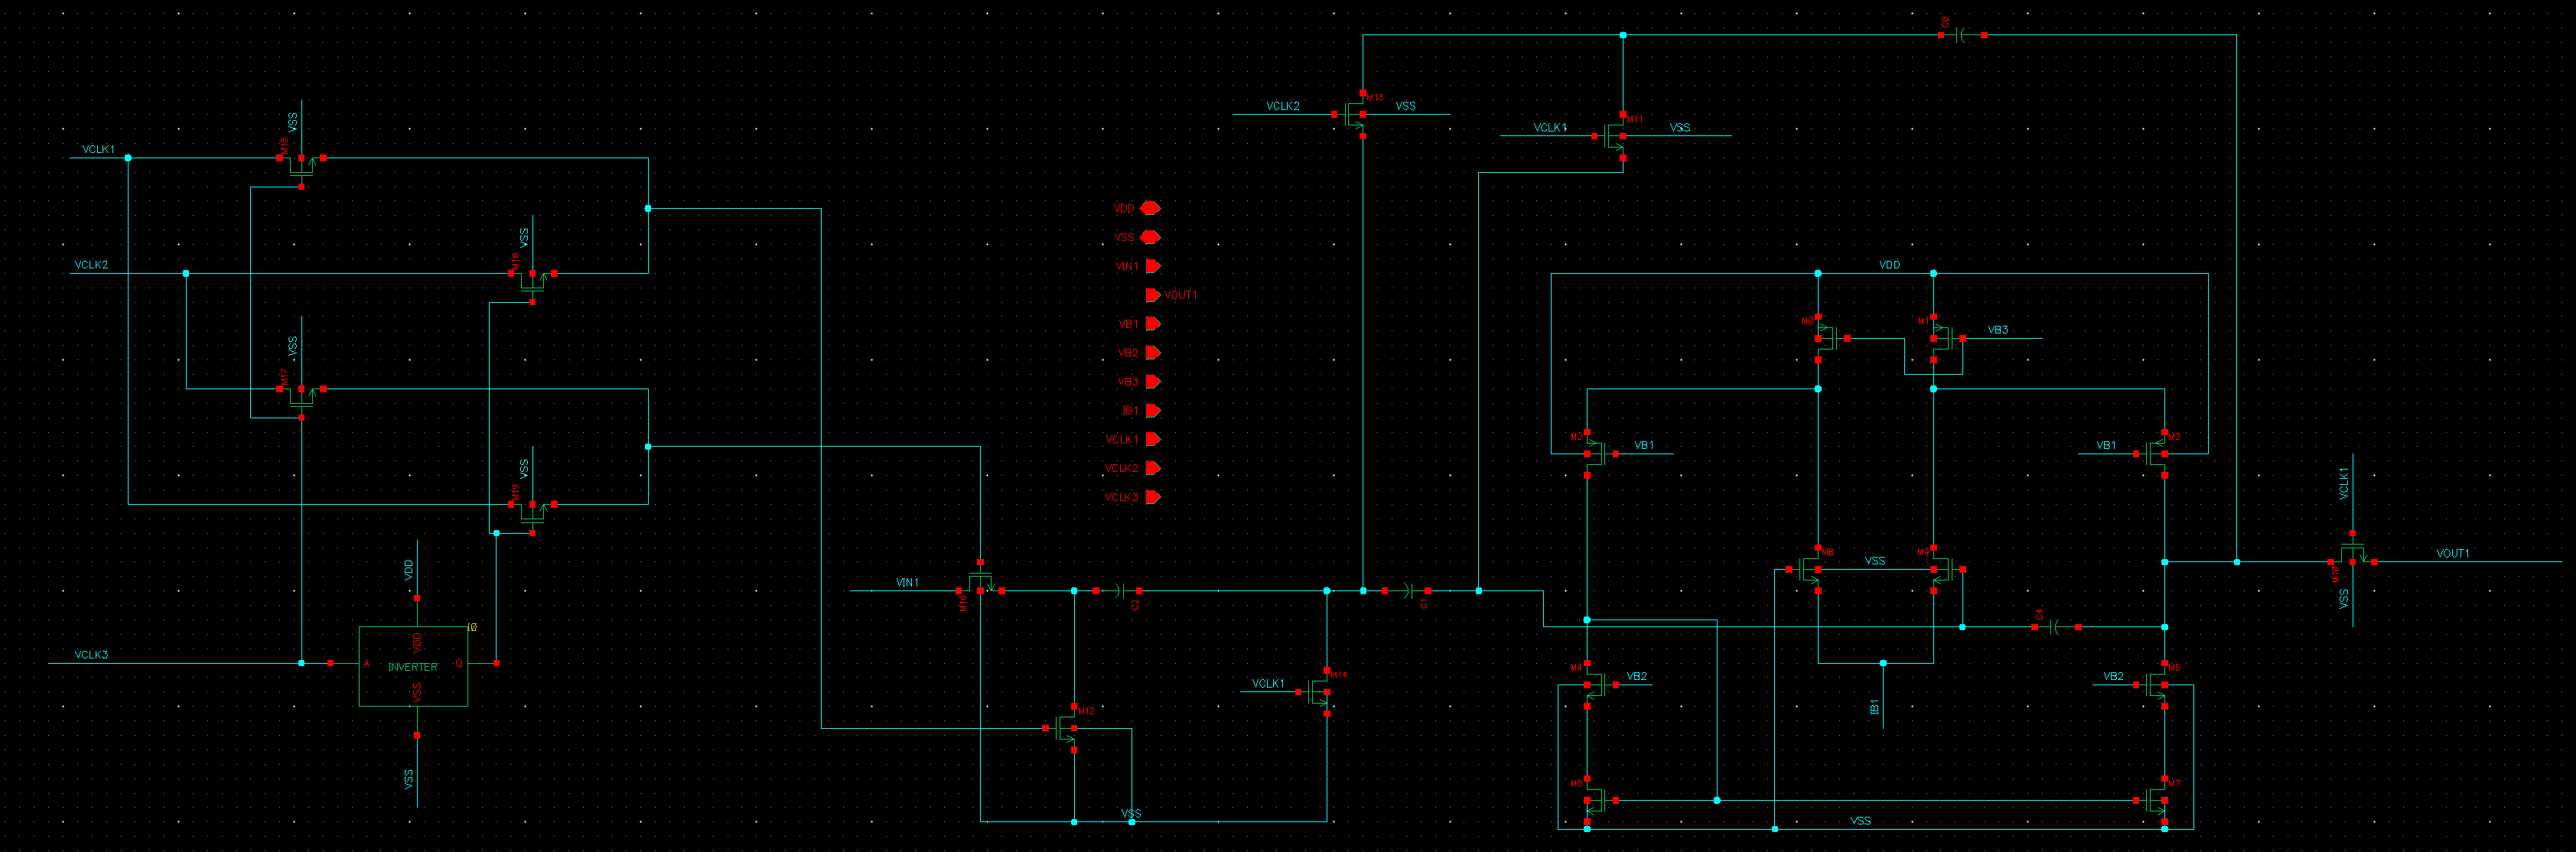 C0
M13
VCLK2
VSS
M11
VCLK1
VSS
VSS
M15
VCLK1
VDD
VSS
VSS
M18
VCLK2
VIN1
VDD
VOUT1
M0
M1
VB3
VB1
VSS
M17
VB2
VB3
IB1
M2
VB1
VB1
M3
VCLK1
VCLK2
VCLK3
VSS
M19
VCLK1
VDD
M8
VSS
M9
VOUT1
M10
VIN1
M16
C2
C1
VSS
C4
I0
VDD
VCLK3
A
INVERTER
Q
VSS
M4
VB2
VB2
M5
VCLK1
M14
IB1
M12
VSS
M6
M7
VSS
VSS